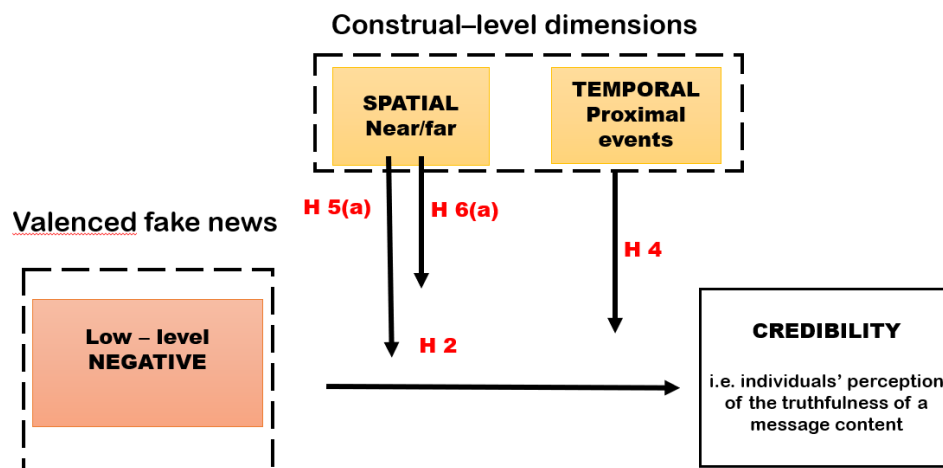 Construal–level dimensions
SPATIAL
Near/far
TEMPORAL
Proximal
events
H 5(a)
H 6(a)
Valenced fake news
H 4
Low – level
NEGATIVE
H 2
CREDIBILITY
i.e. individuals’ perception
of the truthfulness of a
message content